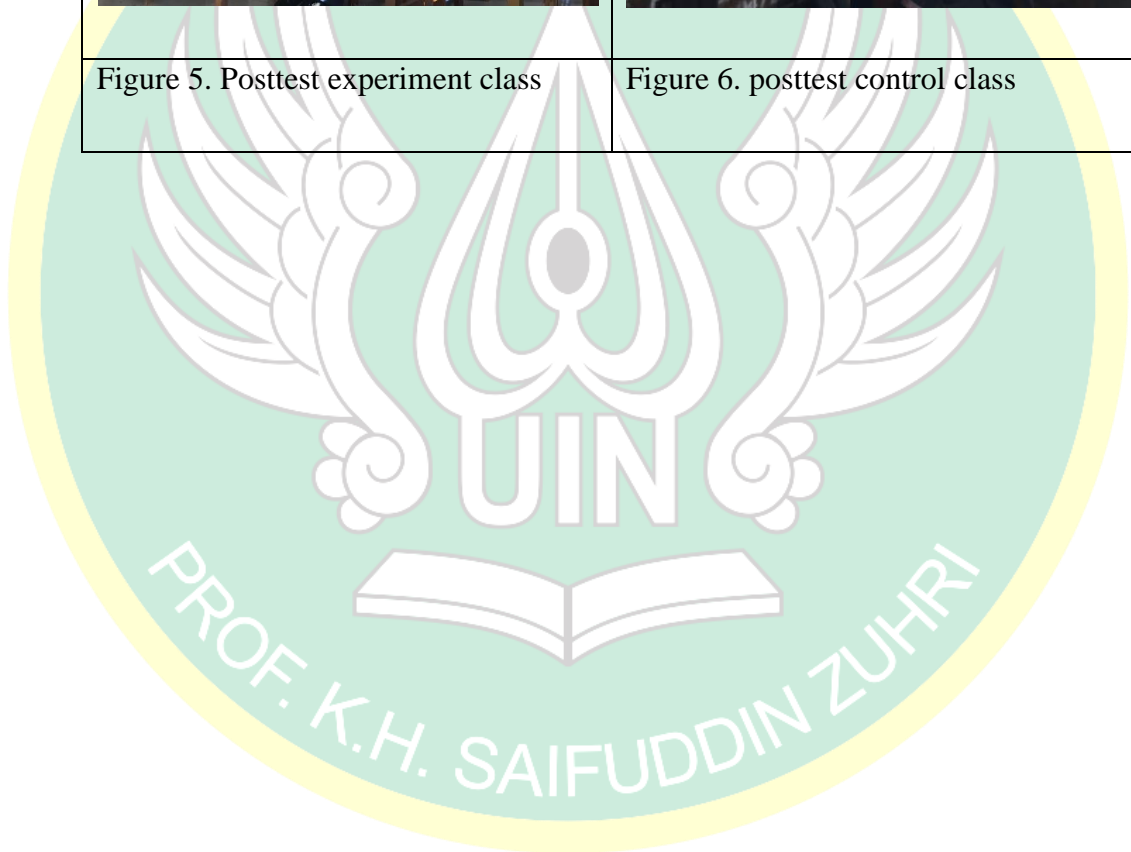 Figure 5. Posttest experiment class
Figure 6. posttest control class
UIN
PROF. K.H. SAIFUDDIN ZUHRI